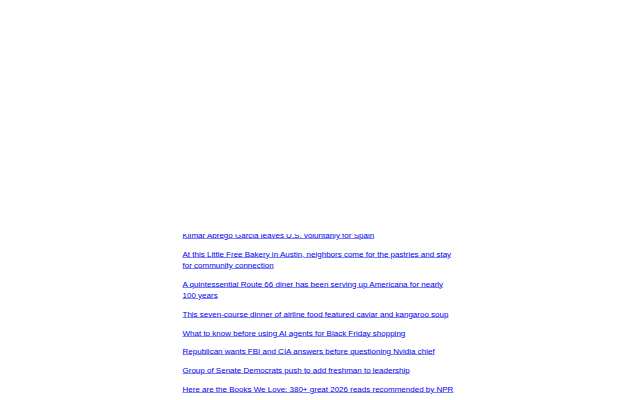 Kilmar Abrego Garcia leaves U.S. voluntarily for Spain
At this Little Free Bakery in Austin, neighbors come for the pastries and stay
for community connection
A quintessential Route 66 diner has been serving up Americana for nearly
100 years
This seven-course dinner of airline food featured caviar and kangaroo soup
What to know before using AI agents for Black Friday shopping
Republican wants FBI and CIA answers before questioning Nvidia chief
Group of Senate Democrats push to add freshman to leadership
Here are the Books We Love: 380+ great 2026 reads recommended by NPR